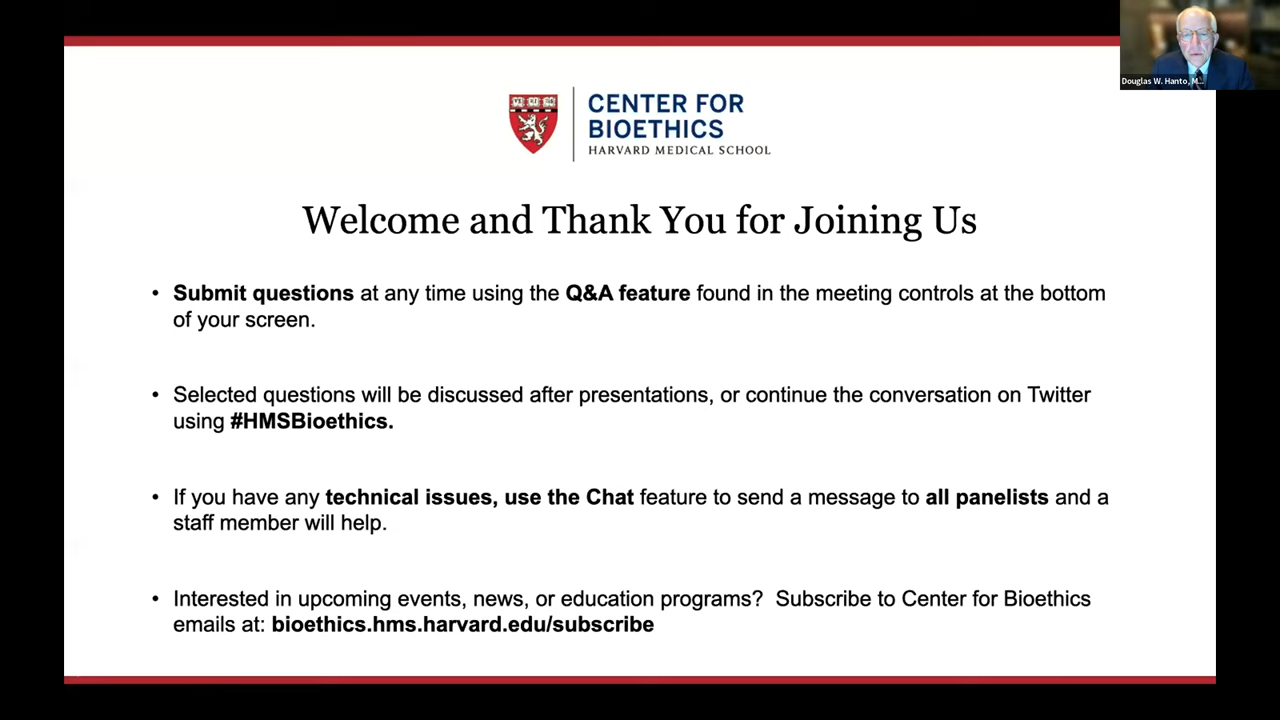 Douglas W. Hanto, M...
CENTER FOR
BIOETHICS
HARVARD MEDICAL SCHOOL
Welcome and Thank You for Joining Us
• Submit questions at any time using the Q&A feature found in the meeting controls at the bottom
of your screen.
• Selected questions will be discussed after presentations, or continue the conversation on Twitter
using #HMSBioethics.
• If you have any technical issues, use the Chat feature to send a message to all panelists and a
staff member will help.
• Interested in upcoming events, news, or education programs?  Subscribe to Center for Bioethics
emails at: bioethics.hms.harvard.edu/subscribe